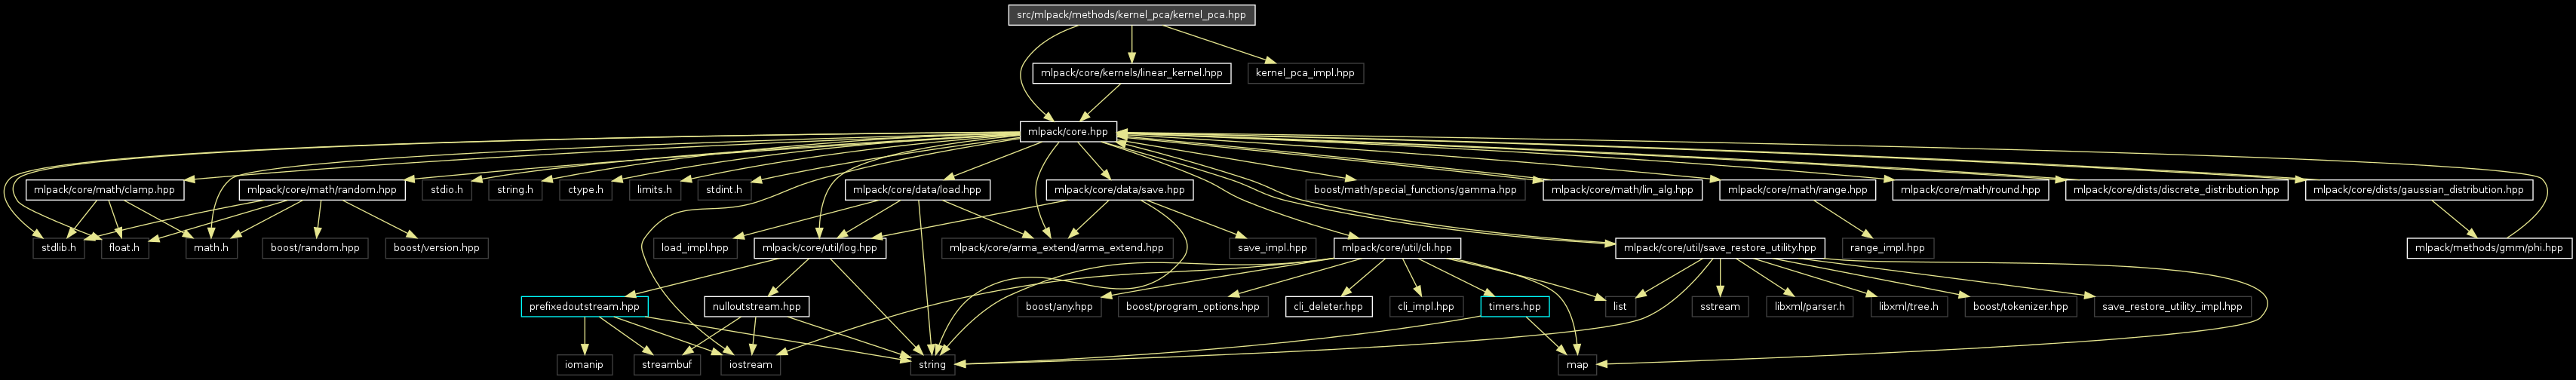 src/mlpack/methods/kernel_pca/kernel_pca.hpp
mlpack/core/kernels/linear_kernel.hpp
kernel_pca_impl.hpp
mlpack/core.hpp
mlpack/core/math/clamp.hpp
mlpack/core/math/random.hpp
stdio.h
string.h
ctype.h
limits.h
stdint.h
mlpack/core/data/load.hpp
mlpack/core/data/save.hpp
boost/math/special_functions/gamma.hpp
mlpack/core/math/lin_alg.hpp
mlpack/core/math/range.hpp
mlpack/core/math/round.hpp
mlpack/core/dists/discrete_distribution.hpp
mlpack/core/dists/gaussian_distribution.hpp
stdlib.h
float.h
math.h
boost/random.hpp
boost/version.hpp
load_impl.hpp
mlpack/core/util/log.hpp
mlpack/core/arma_extend/arma_extend.hpp
save_impl.hpp
mlpack/core/util/cli.hpp
mlpack/core/util/save_restore_utility.hpp
range_impl.hpp
mlpack/methods/gmm/phi.hpp
prefixedoutstream.hpp
nulloutstream.hpp
boost/any.hpp
boost/program_options.hpp
cli_deleter.hpp
cli_impl.hpp
timers.hpp
list
sstream
libxml/parser.h
libxml/tree.h
boost/tokenizer.hpp
save_restore_utility_impl.hpp
iomanip
streambuf
iostream
string
map